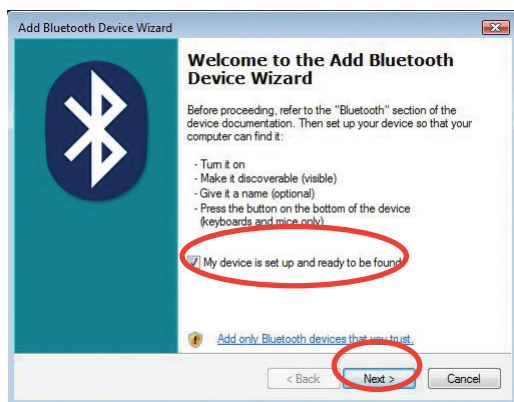 Add Bluetooth Device Wizard
Welcome to the Add Bluetooth
Device Wizard
Before proceeding, refer to the "Bluetooth" section of the
device documentation. Then set up your device so that your
computer can find it:
- Turn it on
- Make it discoverable (visible)
- Give it a name (optional)
- Press the button on the bottom of the device
(keyboards and mice only)
My device is set up and ready to be found.
Add only Bluetooth devices that you trust.
< Back
Next >
Cancel